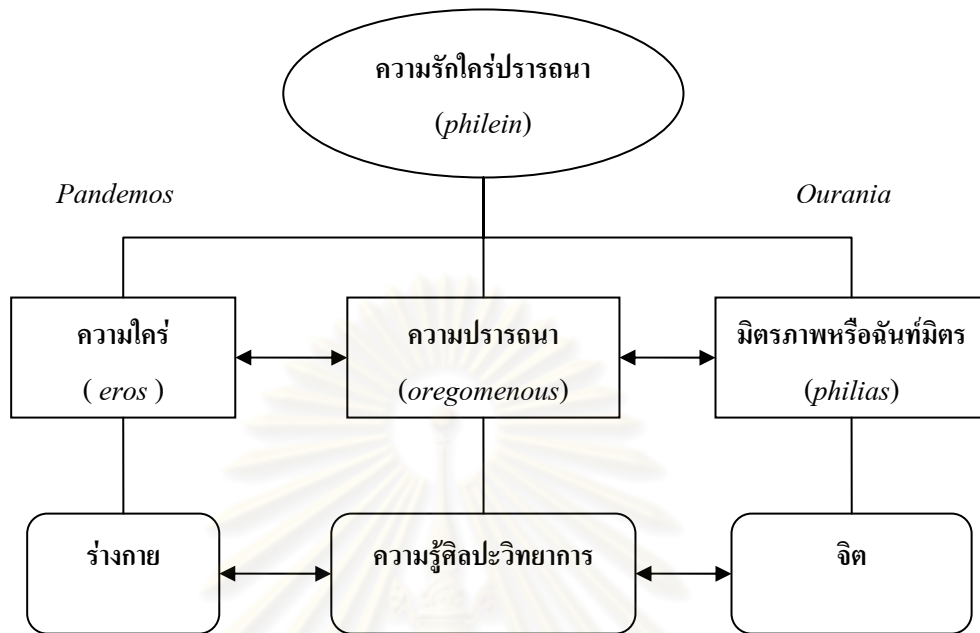 ความรักใคร่ปรารถนา
(philein)
Pandemos
Ourania
ความใคร่
( eros )
ความปรารถนา
(oregomenous)
มิตรภาพหรือฉันท์มิตร
(philias)
ร่างกาย
ความรู้ศิลปะวิทยาการ
จิต